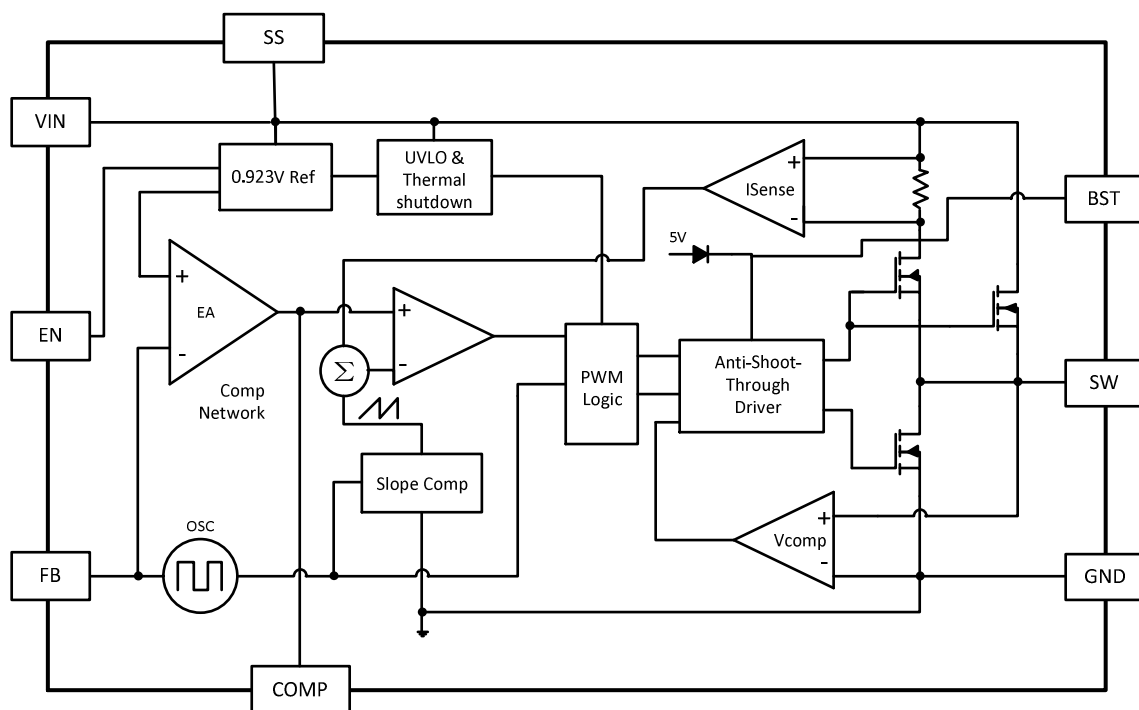 SS
VIN
0.923V Ref
UVLO &
Thermal
shutdown
+
ISense
-
BST
5V
+
EA
-
EN
+
-
Σ
Comp
Network
PWM
Logic
Anti-Shoot-
Through
Driver
SW
Slope Comp
OSC
+
Vcomp
-
FB
GND
COMP